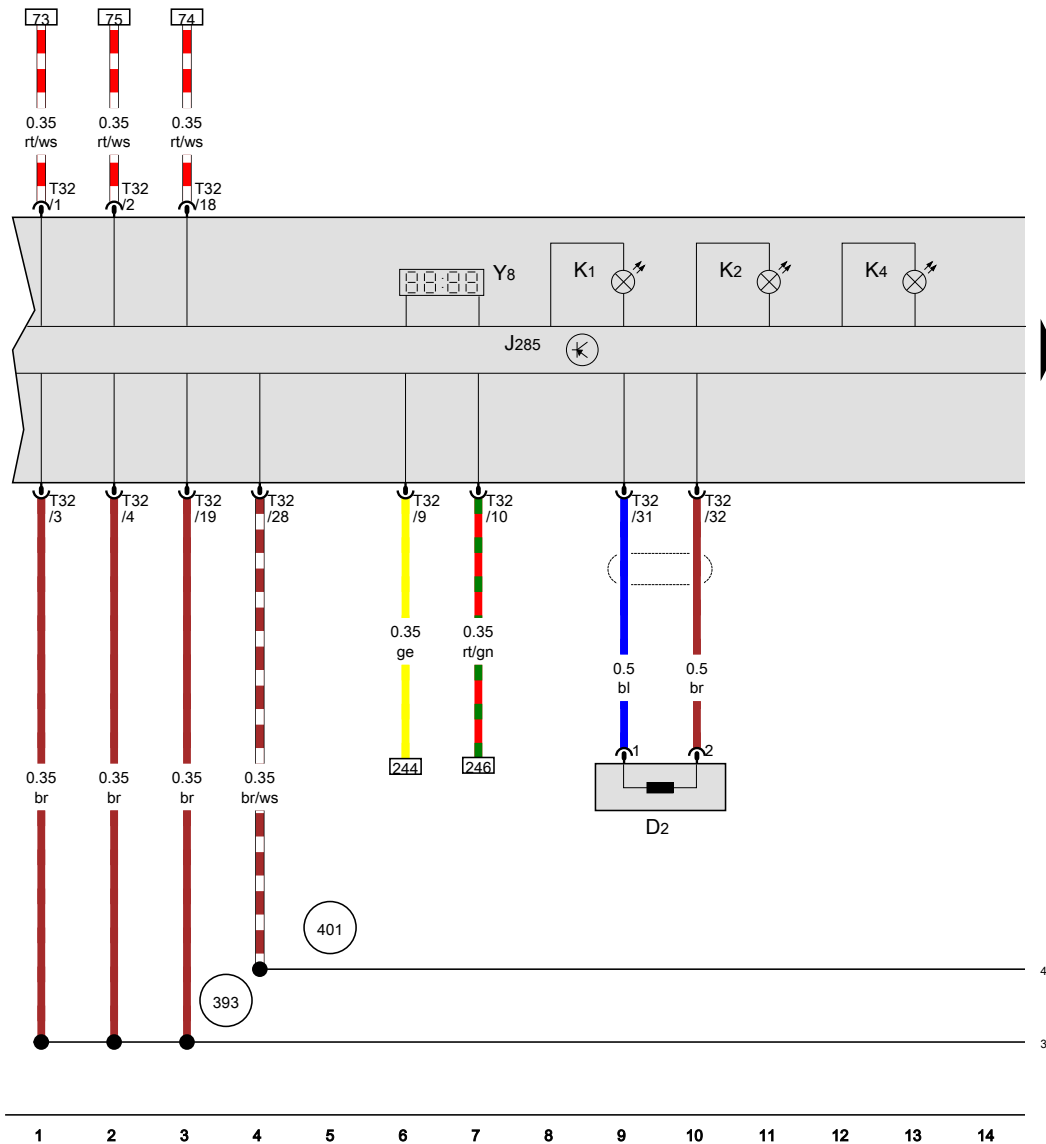 73 75 74
0.35 0.35 0.35
rt/ws rt/ws rt/ws
T32 T32 T32
/1 /2 /18
Y8 K1 K2 K4
J285
T32 T32 T32 T32 T32 T32 T32 T32
/3 /4 /19 /28 /9 /10 /31 /32
0.35 0.35
ge rt/gn
0.5 0.5
bl br
1 2
244 246
0.35 0.35 0.35 0.35
br br br br/ws
D2
401
4
393
3
1 2 3 4 5 6 7 8 9 10 11 12 13 14